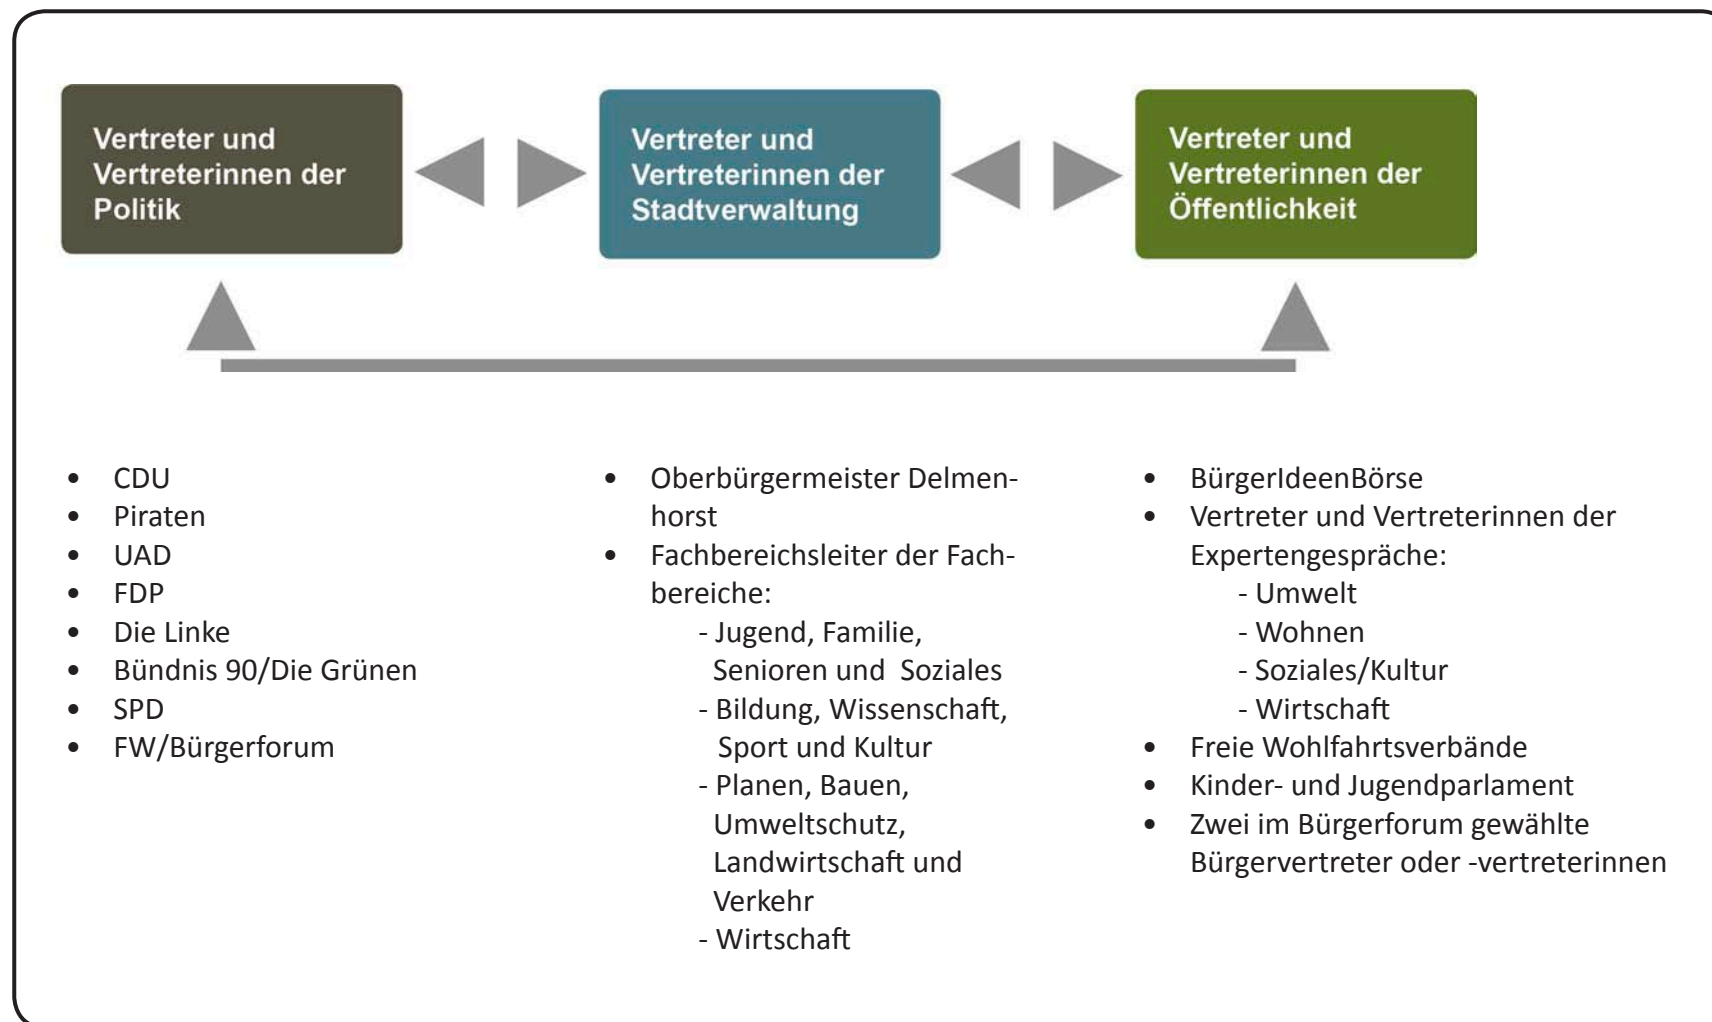 Vertreter und
Vertreterinnen der
Politik
Vertreter und
Vertreterinnen der
Stadtverwaltung
Vertreter und
Vertreterinnen der
Öffentlichkeit
• CDU
• Piraten
• UAD
• FDP
• Die Linke
• Bündnis 90/Die Grünen
• SPD
• FW/Bürgerforum
• Oberbürgermeister Delmen-
horst
• Fachbereichsleiter der Fach-
bereiche:
- Jugend, Familie,
Senioren und Soziales
- Bildung, Wissenschaft,
Sport und Kultur
- Planen, Bauen,
Umweltschutz,
Landwirtschaft und
Verkehr
- Wirtschaft
• BürgerIdeenBörse
• Vertreter und Vertreterinnen der
Expertengespräche:
- Umwelt
- Wohnen
- Soziales/Kultur
- Wirtschaft
• Freie Wohlfahrtsverbände
• Kinder- und Jugendparlament
• Zwei im Bürgerforum gewählte
Bürgervertreter oder -vertreterinnen